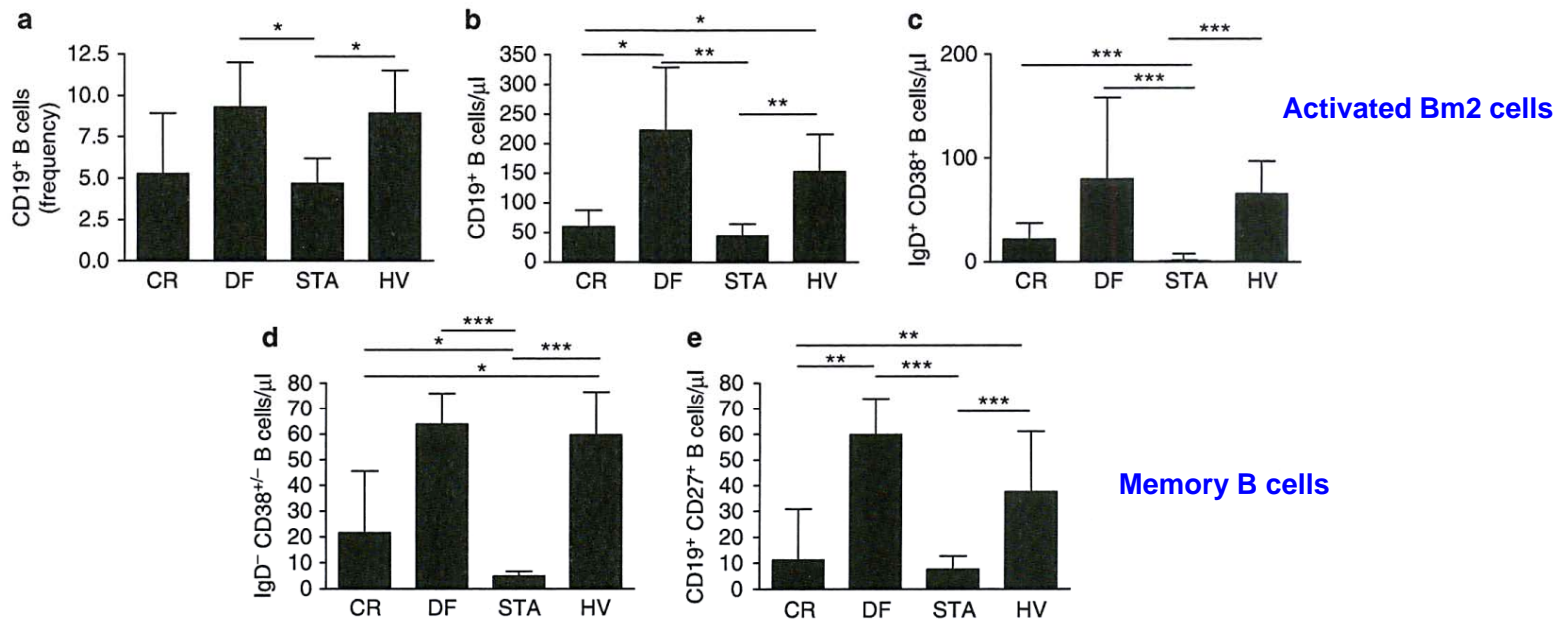 a
CD19⁺ B cells
(frequency)
12.5
10.0
7.5
5.0
2.5
0.0
*
*
CR DF STA HV
b
CD19⁺ B cells/µl
350
300
250
200
150
100
50
0
*
*
**
**
CR DF STA HV
c
IgD⁺ CD38⁺ B cells/µl
200
100
0
***
***
***
CR DF STA HV
Activated Bm2 cells
d
IgD⁻ CD38⁺/⁻ B cells/µl
80
70
60
50
40
30
20
10
0
***
*
***
*
CR DF STA HV
e
CD19⁺ CD27⁺ B cells/µl
80
70
60
50
40
30
20
10
0
**
**
***
***
CR DF STA HV
Memory B cells